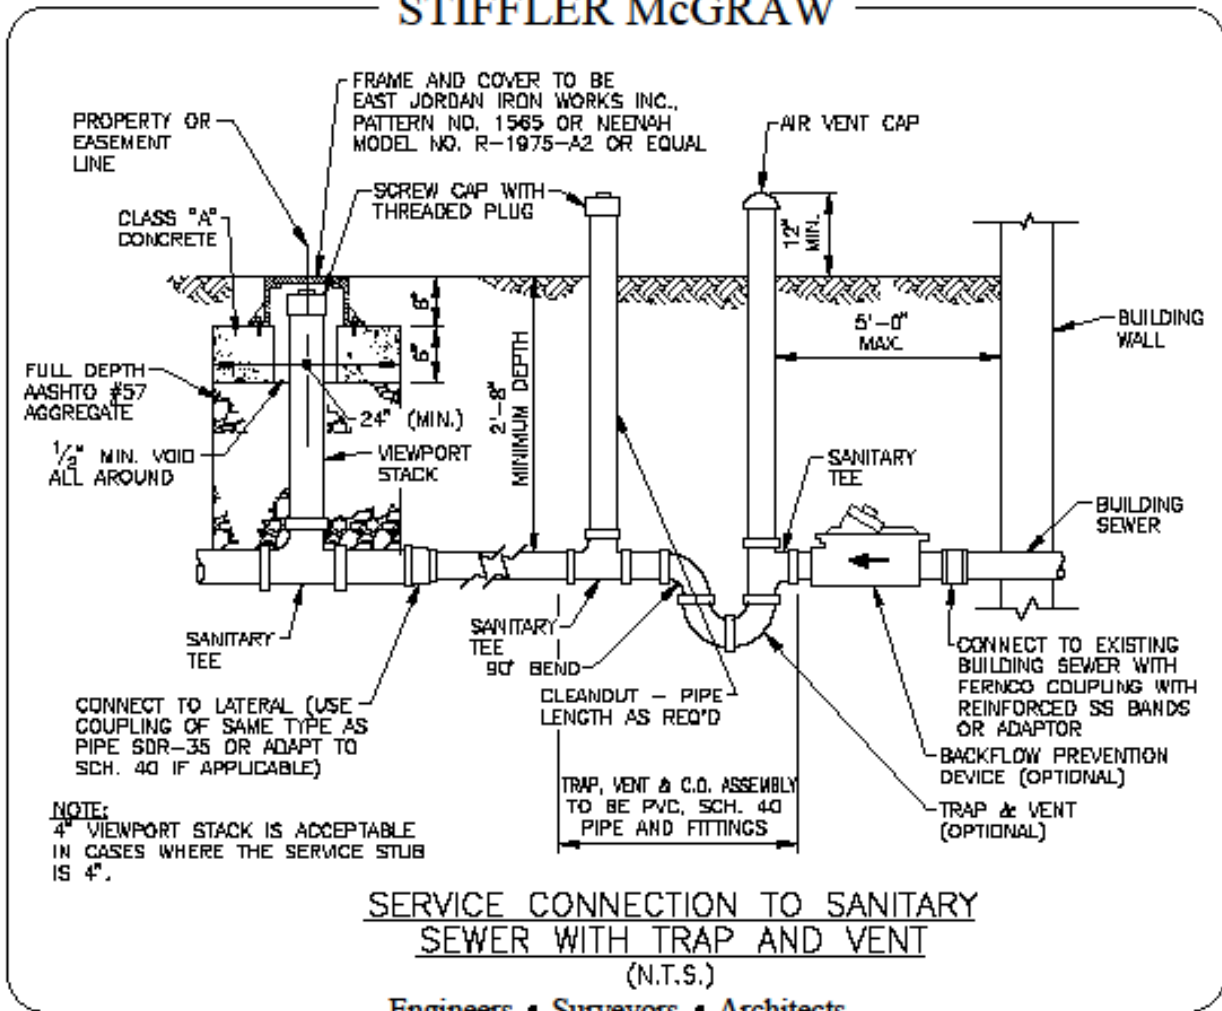 STIFFLER McGRAW
FRAME AND COVER TO BE
EAST JORDAN IRON WORKS INC.,
PATTERN NO. 1565 OR NEENAH
MODEL NO. R-1975-A2 OR EQUAL
PROPERTY OR
EASEMENT
LINE
AIR VENT CAP
SCREW CAP WITH
THREADED PLUG
CLASS "A"
CONCRETE
12"
MIN.
6"
6"
5'-0"
MAX.
BUILDING
WALL
FULL DEPTH
AASHTO #57
AGGREGATE
2'-8"
MINIMUM DEPTH
24" (MIN.)
1/2" MIN. VOID
ALL AROUND
VIEWPORT
STACK
SANITARY
TEE
BUILDING
SEWER
SANITARY
TEE
SANITARY
TEE
90° BEND
CONNECT TO EXISTING
BUILDING SEWER WITH
FERNCO COUPLING WITH
REINFORCED SS BANDS
OR ADAPTOR
CLEANOUT - PIPE
LENGTH AS REQ'D
CONNECT TO LATERAL (USE
COUPLING OF SAME TYPE AS
PIPE SDR-35 OR ADAPT TO
SCH. 40 IF APPLICABLE)
BACKFLOW PREVENTION
DEVICE (OPTIONAL)
TRAP, VENT & C.O. ASSEMBLY
TO BE PVC, SCH. 40
PIPE AND FITTINGS
TRAP & VENT
(OPTIONAL)
NOTE:
4" VIEWPORT STACK IS ACCEPTABLE
IN CASES WHERE THE SERVICE STUB
IS 4".
SERVICE CONNECTION TO SANITARY
SEWER WITH TRAP AND VENT
(N.T.S.)
Engineers • Surveyors • Architects